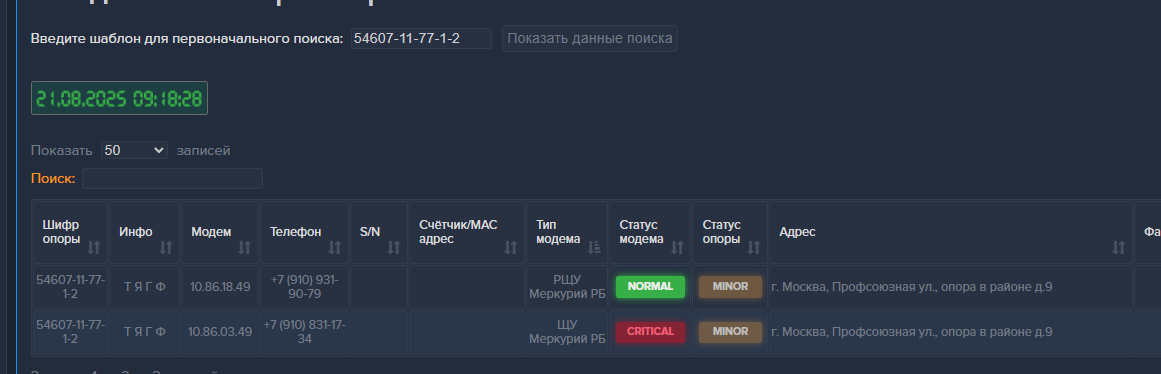 Введите шаблон для первоначального поиска: 54607-11-77-1-2 Показать данные поиска
21.08.2025 09:18:28
Показать 50 записей
Поиск:
Шифр опоры Инфо Модем Телефон S/N Счётчик/MAC адрес Тип модема Статус модема Статус опоры Адрес Фа
54607-11-77-1-2 Т Я Г Ф 10.86.18.49 +7 (910) 931-90-79 РЩУ Меркурий РБ NORMAL MINOR г. Москва, Профсоюзная ул., опора в районе д.9
54607-11-77-1-2 Т Я Г Ф 10.86.03.49 +7 (910) 831-17-34 ЩУ Меркурий РБ CRITICAL MINOR г. Москва, Профсоюзная ул., опора в районе д.9